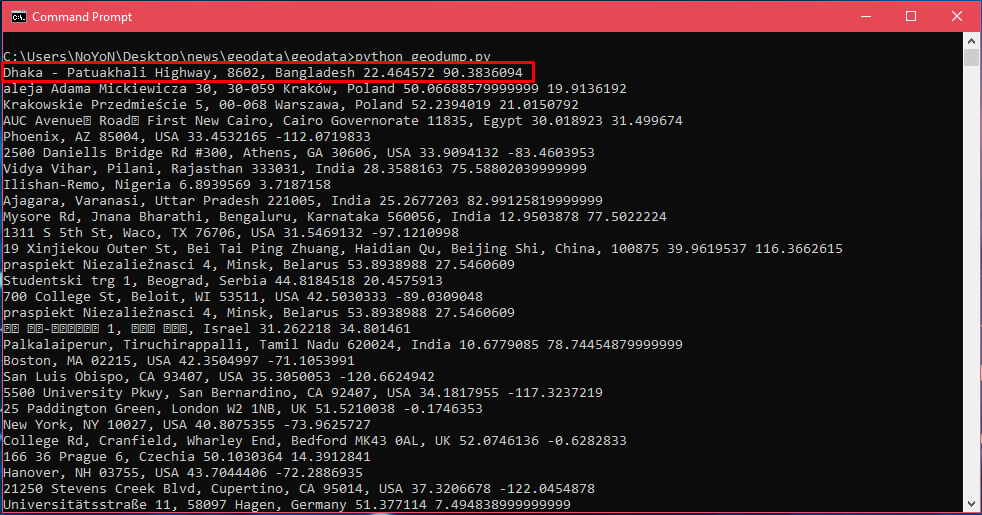 Command Prompt
C:\Users\NoYoN\Desktop\news\geodata\geodata>python geodump.py
Dhaka - Patuakhali Highway, 8602, Bangladesh 22.464572 90.3836094
aleja Adama Mickiewicza 30, 30-059 Kraków, Poland 50.06688579999999 19.9136192
Krakowskie Przedmieście 5, 00-068 Warszawa, Poland 52.2394019 21.0150792
AUC Avenue Road First New Cairo, Cairo Governorate 11835, Egypt 30.018923 31.499674
Phoenix, AZ 85004, USA 33.4532165 -112.0719833
2500 Daniells Bridge Rd #300, Athens, GA 30606, USA 33.9094132 -83.4603953
Vidya Vihar, Pilani, Rajasthan 333031, India 28.3588163 75.58802039999999
Ilishan-Remo, Nigeria 6.8939569 3.7187158
Ajagara, Varanasi, Uttar Pradesh 221005, India 25.2677203 82.99125819999999
Mysore Rd, Jnana Bharathi, Bengaluru, Karnataka 560056, India 12.9503878 77.5022224
1311 S 5th St, Waco, TX 76706, USA 31.5469132 -97.1210998
19 Xinjiekou Outer St, Bei Tai Ping Zhuang, Haidian Qu, Beijing Shi, China, 100875 39.9619537 116.3662615
praspiekt Niezaliežnasci 4, Minsk, Belarus 53.8938988 27.5460609
Studentski trg 1, Beograd, Serbia 44.8184518 20.4575913
700 College St, Beloit, WI 53511, USA 42.5030333 -89.0309048
praspiekt Niezaliežnasci 4, Minsk, Belarus 53.8938988 27.5460609
1, , Israel 31.262218 34.801461
Palkalaiperur, Tiruchirappalli, Tamil Nadu 620024, India 10.6779085 78.74454879999999
Boston, MA 02215, USA 42.3504997 -71.1053991
San Luis Obispo, CA 93407, USA 35.3050053 -120.6624942
5500 University Pkwy, San Bernardino, CA 92407, USA 34.1817955 -117.3237219
25 Paddington Green, London W2 1NB, UK 51.5210038 -0.1746353
New York, NY 10027, USA 40.8075355 -73.9625727
College Rd, Cranfield, Wharley End, Bedford MK43 0AL, UK 52.0746136 -0.6282833
166 36 Prague 6, Czechia 50.1030364 14.3912841
Hanover, NH 03755, USA 43.7044406 -72.2886935
21250 Stevens Creek Blvd, Cupertino, CA 95014, USA 37.3206678 -122.0454878
Universitätsstraße 11, 58097 Hagen, Germany 51.377114 7.494838999999999